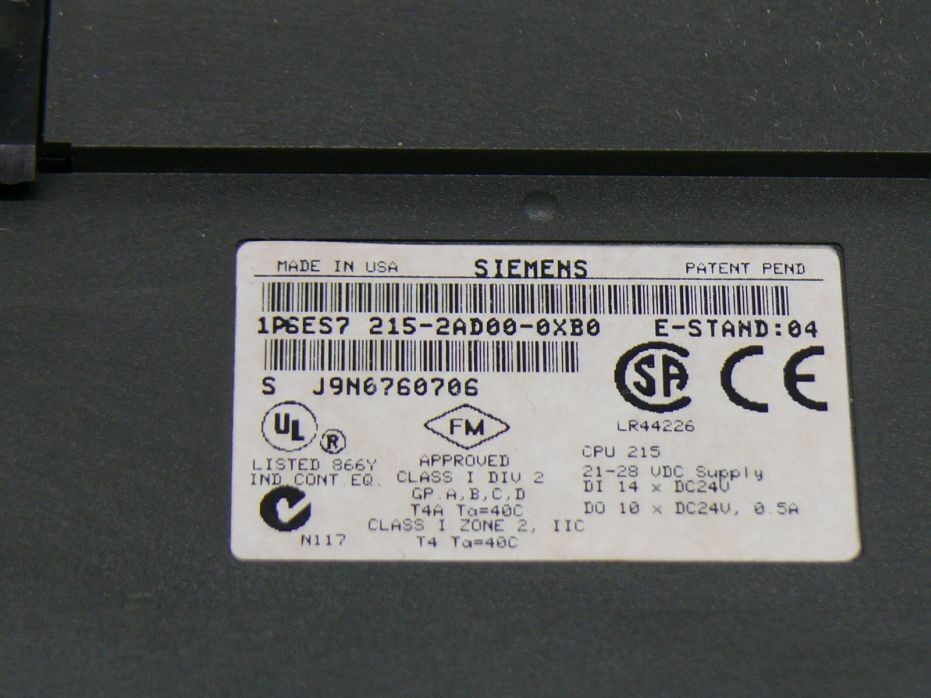 MADE IN USA SIEMENS PATENT PEND
1P6ES7 215-2AD00-0XB0 E-STAND:04
S J9N6760706
SA CE
LR44226
UL R
LISTED 866Y
IND CONT.EQ.
FM
APPROVED
CLASS I DIV 2
GP.A,B,C,D
T4A Ta=40C
CLASS I ZONE 2, IIC
T4 Ta=40C
N117
CPU 215
21-28 VDC Supply
DI 14 x DC24V
DO 10 x DC24V, 0.5A